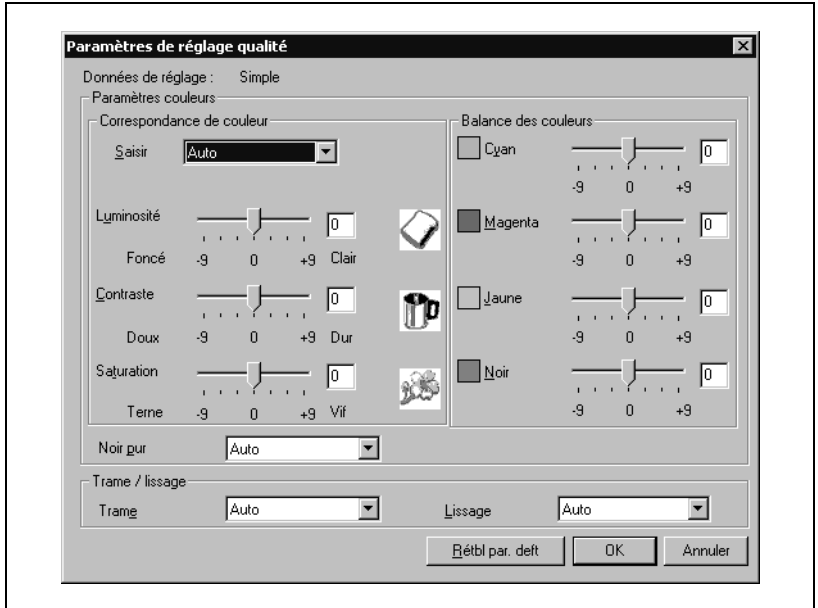 Paramètres de réglage qualité
Données de réglage : Simple
Paramètres couleurs
Correspondance de couleur
Saisir Auto
Luminosité 0
Foncé -9 0 +9 Clair
Contraste 0
Doux -9 0 +9 Dur
Saturation 0
Terne -9 0 +9 Vif
Balance des couleurs
Cyan 0
-9 0 +9
Magenta 0
-9 0 +9
Jaune 0
-9 0 +9
Noir 0
-9 0 +9
Noir pur Auto
Trame / lissage
Trame Auto Lissage Auto
Rétbl par. deft OK Annuler